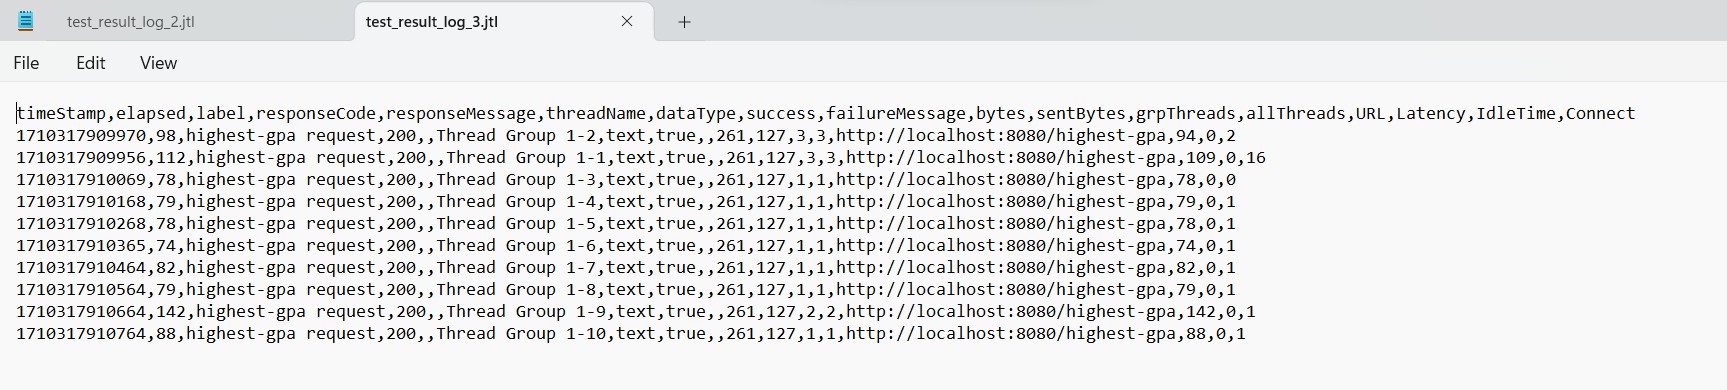 test_result_log_2.jtl
test_result_log_3.jtl
File Edit View
timeStamp,elapsed,label,responseCode,responseMessage,threadName,dataType,success,failureMessage,bytes,sentBytes,grpThreads,allThreads,URL,Latency,IdleTime,Connect
1710317909970,98,highest-gpa request,200,,Thread Group 1-2,text,true,,261,127,3,3,http://localhost:8080/highest-gpa,94,0,2
1710317909956,112,highest-gpa request,200,,Thread Group 1-1,text,true,,261,127,3,3,http://localhost:8080/highest-gpa,109,0,16
1710317910069,78,highest-gpa request,200,,Thread Group 1-3,text,true,,261,127,1,1,http://localhost:8080/highest-gpa,78,0,0
1710317910168,79,highest-gpa request,200,,Thread Group 1-4,text,true,,261,127,1,1,http://localhost:8080/highest-gpa,79,0,1
1710317910268,78,highest-gpa request,200,,Thread Group 1-5,text,true,,261,127,1,1,http://localhost:8080/highest-gpa,78,0,1
1710317910365,74,highest-gpa request,200,,Thread Group 1-6,text,true,,261,127,1,1,http://localhost:8080/highest-gpa,74,0,1
1710317910464,82,highest-gpa request,200,,Thread Group 1-7,text,true,,261,127,1,1,http://localhost:8080/highest-gpa,82,0,1
1710317910564,79,highest-gpa request,200,,Thread Group 1-8,text,true,,261,127,1,1,http://localhost:8080/highest-gpa,79,0,1
1710317910664,142,highest-gpa request,200,,Thread Group 1-9,text,true,,261,127,2,2,http://localhost:8080/highest-gpa,142,0,1
1710317910764,88,highest-gpa request,200,,Thread Group 1-10,text,true,,261,127,1,1,http://localhost:8080/highest-gpa,88,0,1